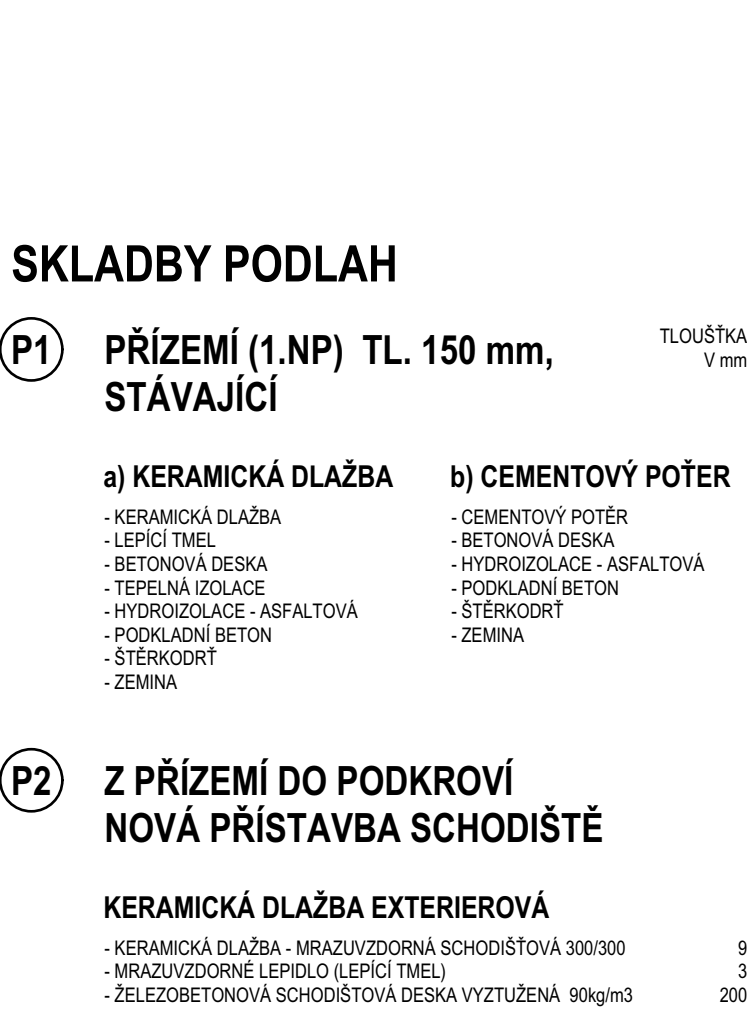 SKLADBY PODLAH
P1 PŘÍZEMÍ (1.NP) TL. 150 mm, TLOUŠŤKA
STÁVAJÍCÍ V mm
a) KERAMICKÁ DLAŽBA
- KERAMICKÁ DLAŽBA
- LEPÍCÍ TMEL
- BETONOVÁ DESKA
- TEPELNÁ IZOLACE
- HYDROIZOLACE - ASFALTOVÁ
- PODKLADNÍ BETON
- ŠTĚRKODRŤ
- ZEMINA
b) CEMENTOVÝ POŤER
- CEMENTOVÝ POTĚR
- BETONOVÁ DESKA
- HYDROIZOLACE - ASFALTOVÁ
- PODKLADNÍ BETON
- ŠTĚRKODRŤ
- ZEMINA
P2 Z PŘÍZEMÍ DO PODKROVÍ
NOVÁ PŘÍSTAVBA SCHODIŠTĚ
KERAMICKÁ DLAŽBA EXTERIEROVÁ
- KERAMICKÁ DLAŽBA - MRAZUVZDORNÁ SCHODIŠŤOVÁ 300/300 9
- MRAZUVZDORNÉ LEPIDLO (LEPÍCÍ TMEL) 3
- ŽELEZOBETONOVÁ SCHODIŠTOVÁ DESKA VYZTUŽENÁ 90kg/m3 200